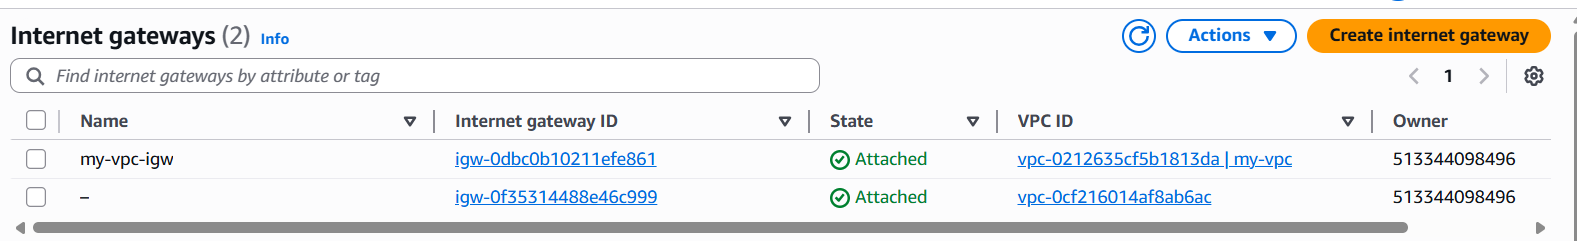 Internet gateways (2) Info
Actions
Create internet gateway
Find internet gateways by attribute or tag
1
Name Internet gateway ID State VPC ID Owner
my-vpc-igw igw-0dbc0b10211efe861 Attached vpc-0212635cf5b1813da | my-vpc 513344098496
– igw-0f35314488e46c999 Attached vpc-0cf216014af8ab6ac 513344098496